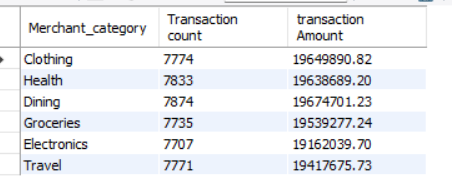 Merchant_category Transaction count transaction Amount
Clothing 7774 19649890.82
Health 7833 19638689.20
Dining 7874 19674701.23
Groceries 7735 19539277.24
Electronics 7707 19162039.70
Travel 7771 19417675.73